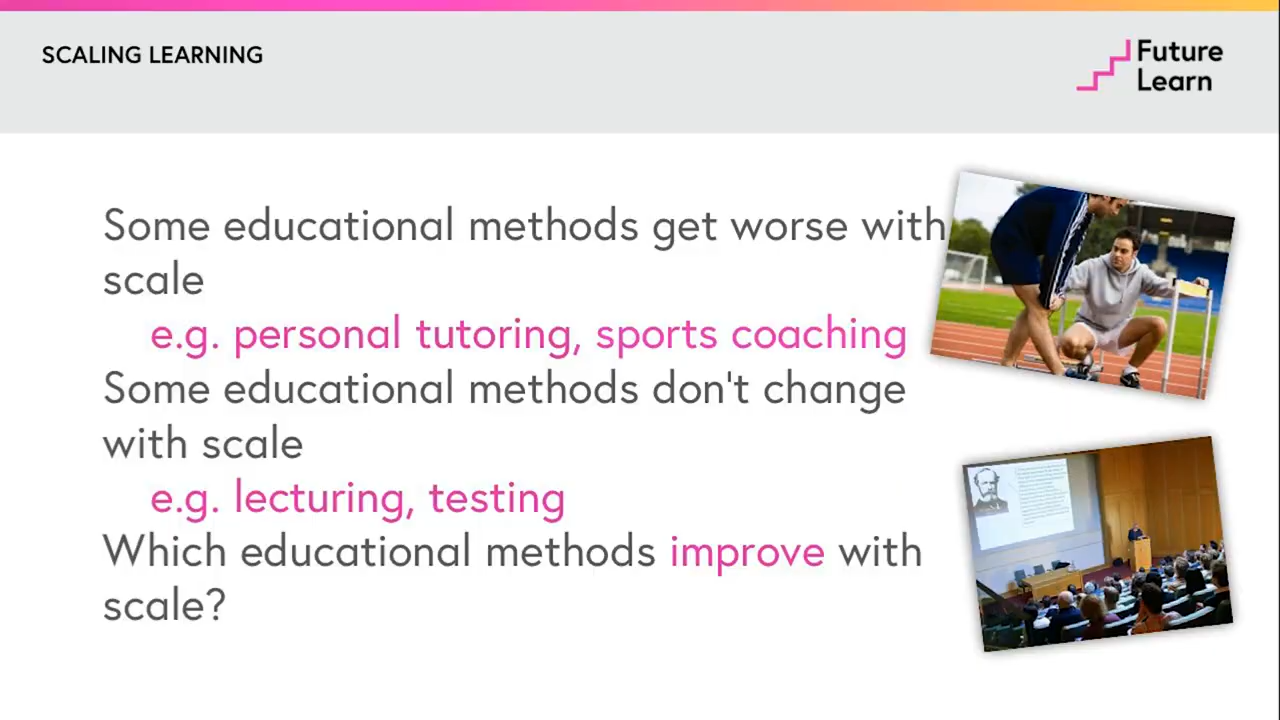 SCALING LEARNING
Future
Learn
Some educational methods get worse with
scale
e.g. personal tutoring, sports coaching
Some educational methods don't change
with scale
e.g. lecturing, testing
Which educational methods improve with
scale?